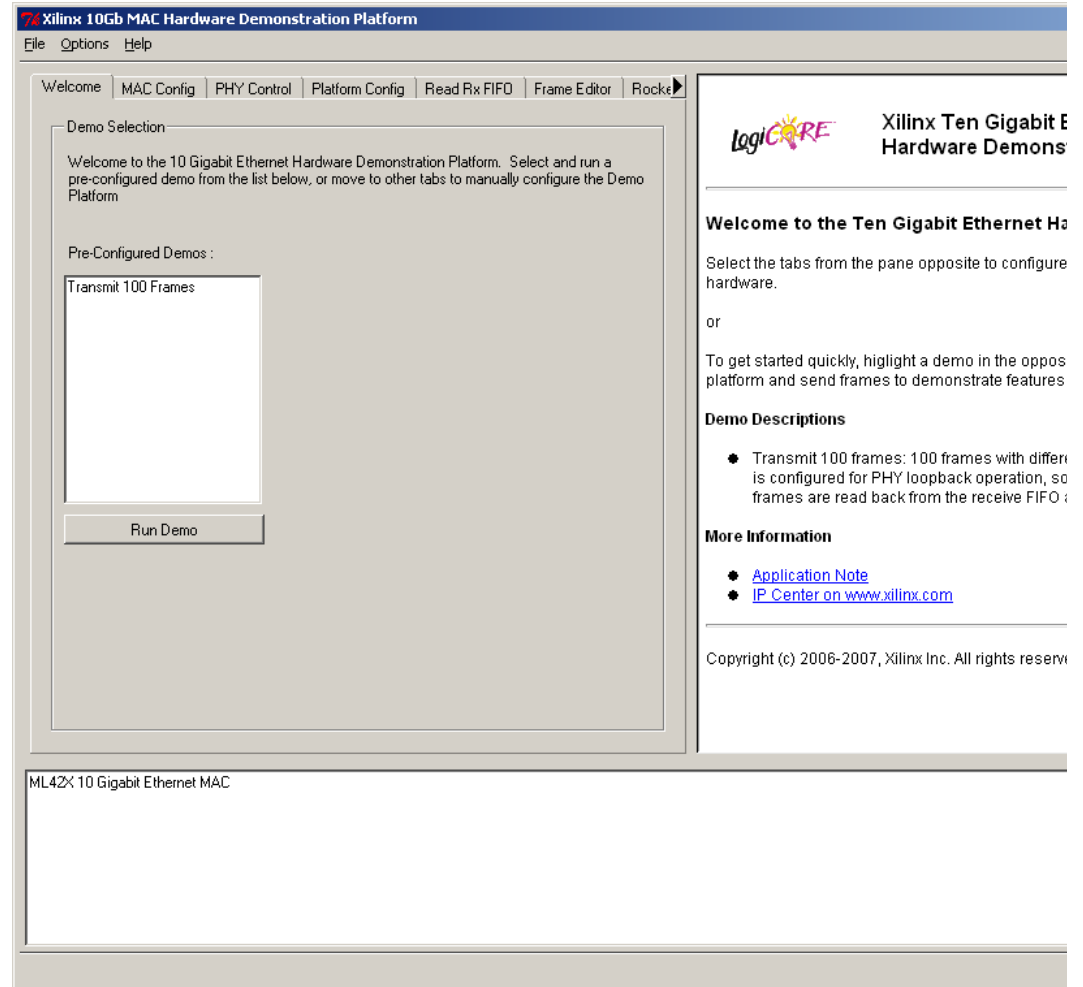 Xilinx 10Gb MAC Hardware Demonstration Platform
File Options Help
Welcome MAC Config PHY Control Platform Config Read Rx FIFO Frame Editor
Demo Selection
Welcome to the 10 Gigabit Ethernet Hardware Demonstration Platform. Select and run a
pre-configured demo from the list below, or move to other tabs to manually configure the Demo
Platform
Pre-Configured Demos :
Transmit 100 Frames
Run Demo
LogiCORE
Xilinx Ten Gigabit
Hardware
Welcome to the Ten Gigabit Ethernet
Select the tabs from the pane opposite to configure
hardware.
or
To get started quickly, higlight a demo in the
platform and send frames to demonstrate features
Demo Descriptions
Transmit 100 frames: 100 frames with
is configured for PHY loopback operation, so
frames are read back from the receive FIFO
More Information
Application Note
IP Center on www.xilinx.com
Copyright (c) 2006-2007, Xilinx Inc. All rights
ML42X 10 Gigabit Ethernet MAC